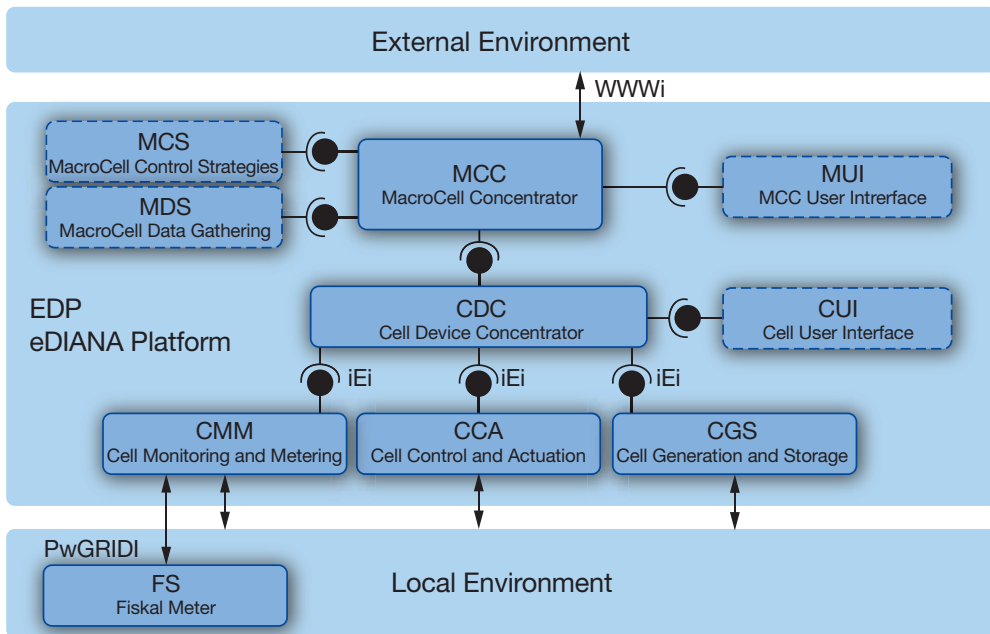 External Environment
WWWi
MCS
MacroCell Control Strategies
MCC
MacroCell Concentrator
MUI
MCC User Intrerface
MDS
MacroCell Data Gathering
EDP
eDIANA Platform
CDC
Cell Device Concentrator
CUI
Cell User Interface
iEi
iEi
iEi
CMM
Cell Monitoring and Metering
CCA
Cell Control and Actuation
CGS
Cell Generation and Storage
PwGRIDI
FS
Fiskal Meter
Local Environment